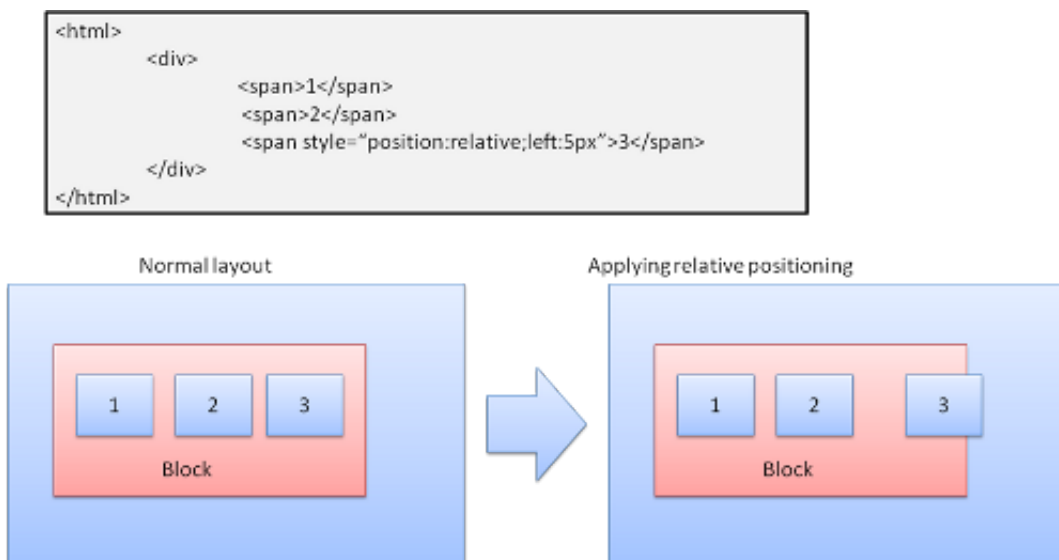 <html>
<div>
<span>1</span>
<span>2</span>
<span style="position:relative;left:5px”>3</span>
</div>
</html>
Normal layout
Applying relative positioning
1 2 3
Block
1 2 3
Block